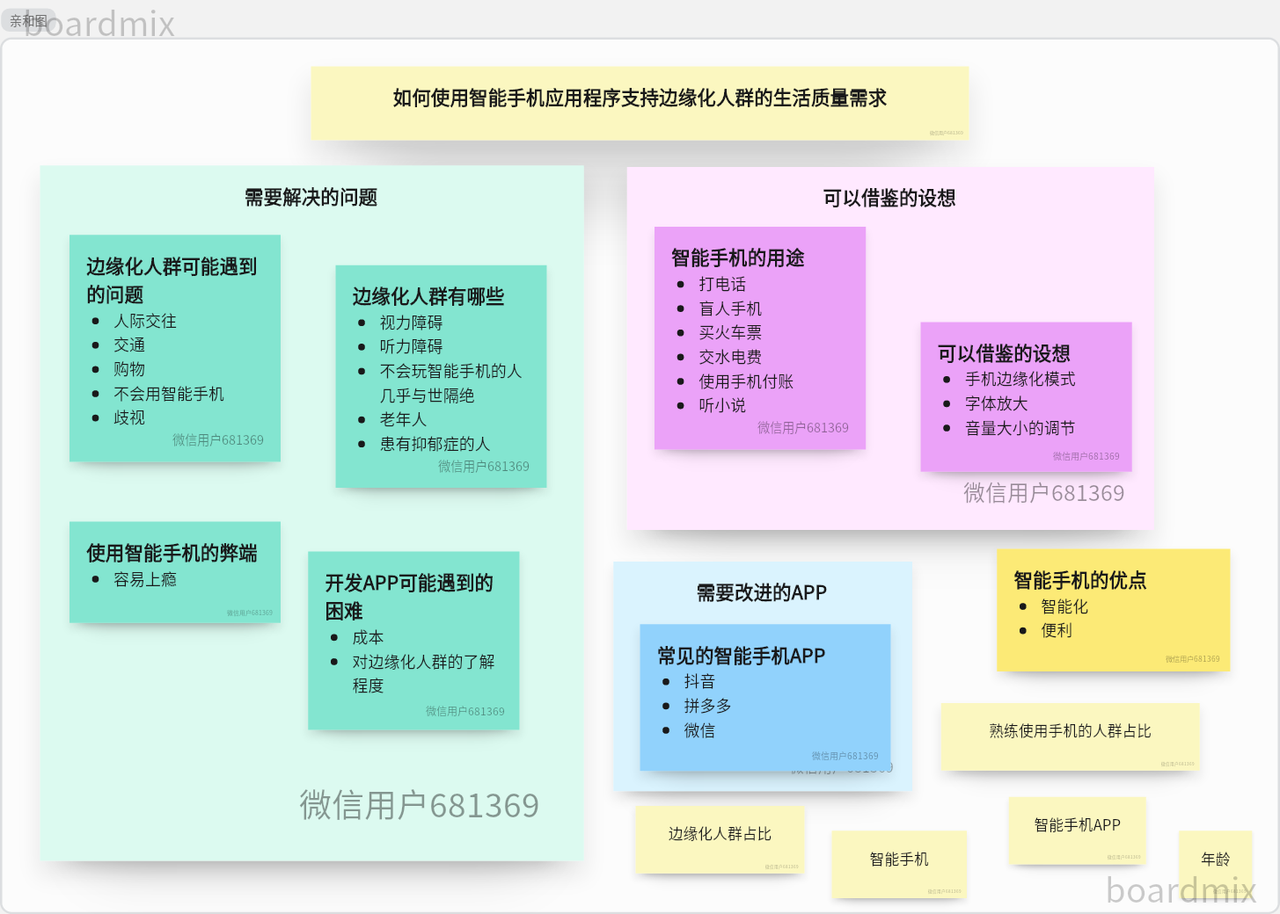 亲和图
boardmix
如何使用智能手机应用程序支持边缘化人群的生活质量需求
微信用户681369
需要解决的问题
边缘化人群可能遇到
的问题
人际交往
交通
购物
不会用智能手机
歧视
微信用户681369
边缘化人群有哪些
视力障碍
听力障碍
不会玩智能手机的人
几乎与世隔绝
老年人
患有抑郁症的人
微信用户681369
使用智能手机的弊端
容易上瘾
微信用户681369
开发APP可能遇到的
困难
成本
对边缘化人群的了解
程度
微信用户681369
微信用户681369
可以借鉴的设想
智能手机的用途
打电话
盲人手机
买火车票
交水电费
使用手机付账
听小说
微信用户681369
可以借鉴的设想
手机边缘化模式
字体放大
音量大小的调节
微信用户681369
微信用户681369
需要改进的APP
常见的智能手机APP
抖音
拼多多
微信
微信用户681369
微信用户681369
智能手机的优点
智能化
便利
微信用户681369
熟练使用手机的人群占比
微信用户681369
边缘化人群占比
微信用户681369
智能手机
微信用户681369
智能手机APP
微信用户681369
年龄
boardmix